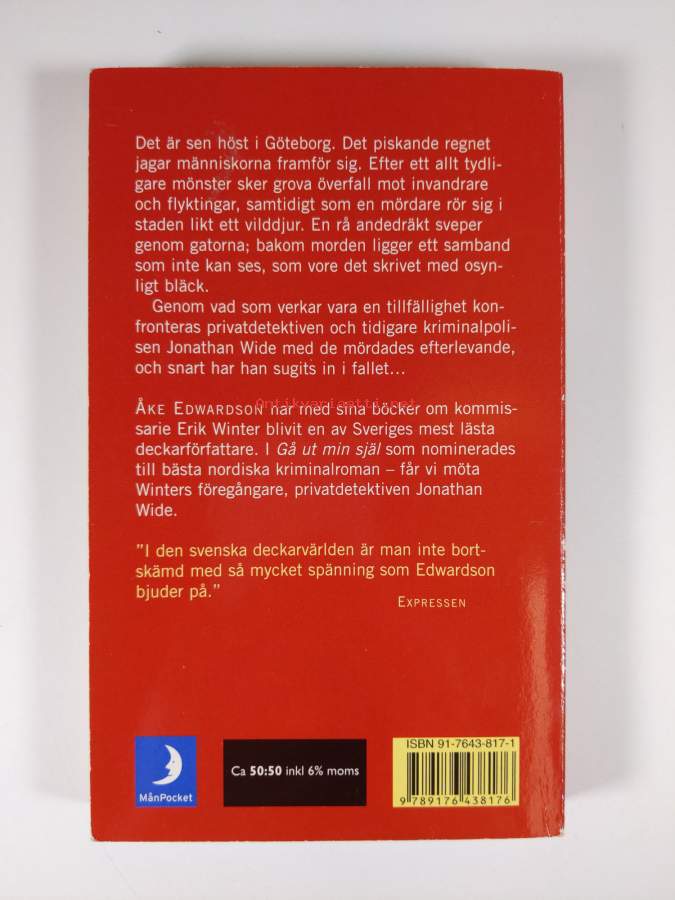 Det är sen höst i Göteborg. Det piskande regnet
jagar människorna framför sig. Efter ett allt tydli-
gare mönster sker grova överfall mot invandrare
och flyktingar, samtidigt som en mördare rör sig i
staden likt ett vilddjur. En rå andedräkt sveper
genom gatorna; bakom morden ligger ett samband
som inte kan ses, som vore det skrivet med osyn-
ligt bläck.
Genom vad som verkar vara en tillfällighet kon-
fronteras privatdetektiven och tidigare kriminalpoli-
sen Jonathan Wide med de mördades efterlevande,
och snart har han sugits in i fallet...
Antikvariaatti.net
ÅKE EDWARDSON har med sina böcker om kommis-
sarie Erik Winter blivit en av Sveriges mest lästa
deckarförfattare. I Gå ut min själ som nominerades
till bästa nordiska kriminalroman – får vi möta
Winters föregångare, privatdetektiven Jonathan
Wide.
"I den svenska deckarvärlden är man inte bort-
skämd med så mycket spänning som Edwardson
bjuder på."
EXPRESSEN
MånPocket
Ca 50:50 inkl 6% moms
ISBN 91-7643-817-1
9 789176 438176